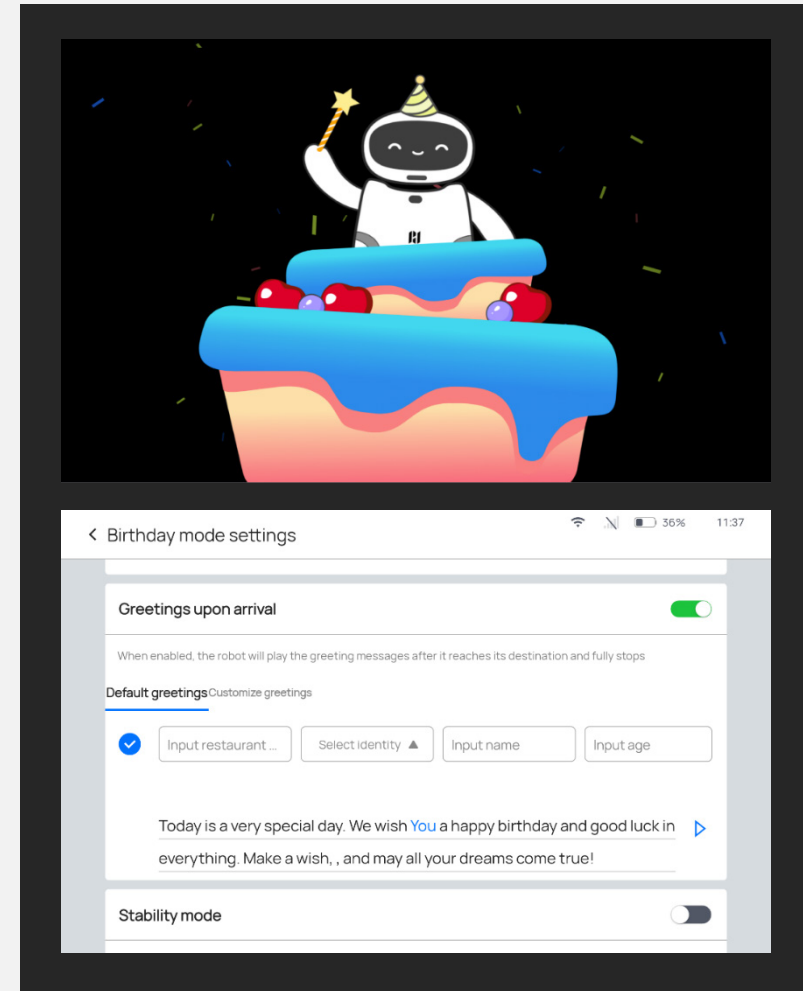 Birthday mode settings
36%
11:37
Greetings upon arrival
When enabled, the robot will play the greeting messages after it reaches its destination and fully stops
Default greetings Customize greetings
Input restaurant ...
Select identity
Input name
Input age
Today is a very special day. We wish You a happy birthday and good luck in
everything. Make a wish, , and may all your dreams come true!
Stability mode